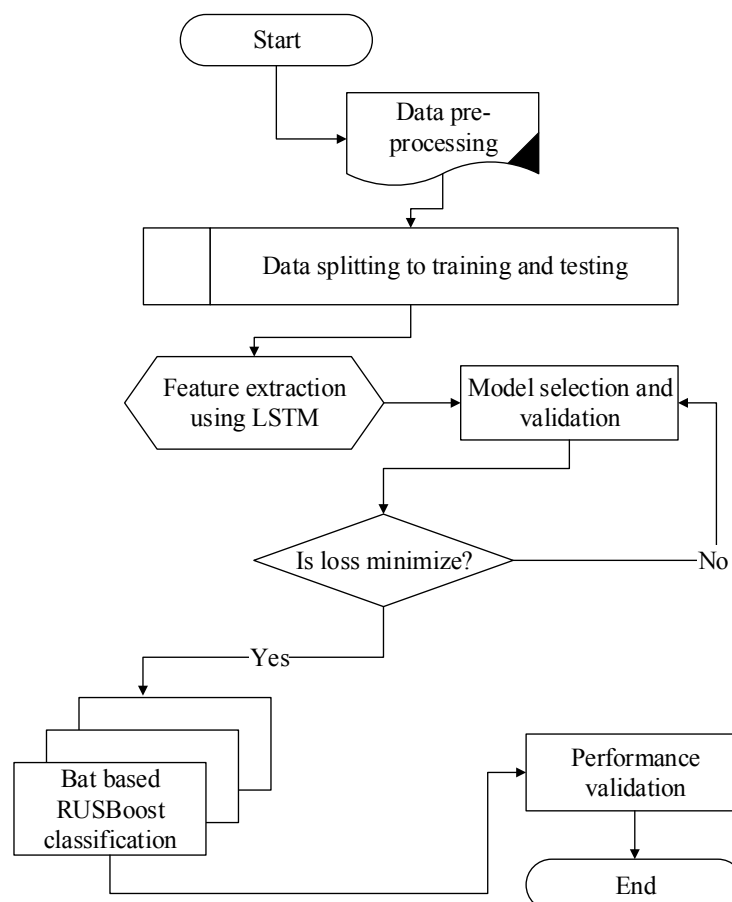 Start
Data pre-
processing
Data splitting to training and testing
Feature extraction
using LSTM
Model selection and
validation
Is loss minimize?
No
Yes
Bat based
RUSBoost
classification
Performance
validation
End